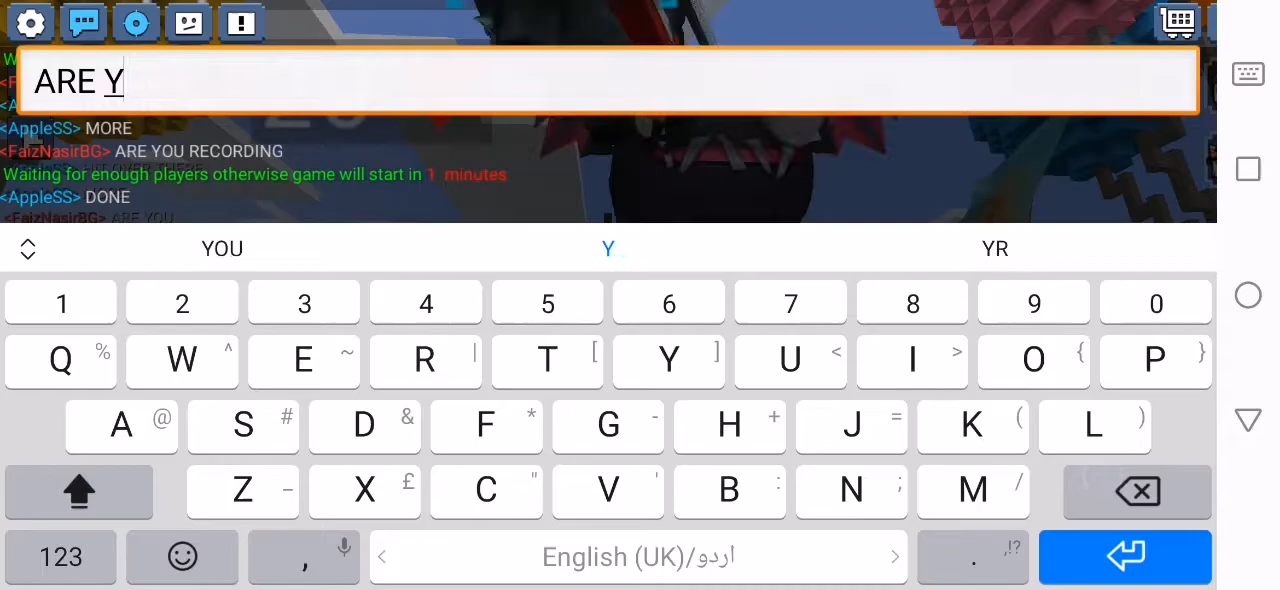 ARE Y
<AppleSS> MORE
<FaizNasirBG> ARE YOU RECORDING
Waiting for enough players otherwise game will start in 1 minutes
<AppleSS> DONE
<FaizNasirBG> ARE YOU
YOU Y YR
1 2 3 4 5 6 7 8 9 0
Q % W ^ E ~ R | T [ Y ] U < I > O { P }
A @ S # D & F * G - H + J = K ( L )
Z _ X £ C " V ' B : N ; M /
123 , < English (UK)/اردو > . ,!?